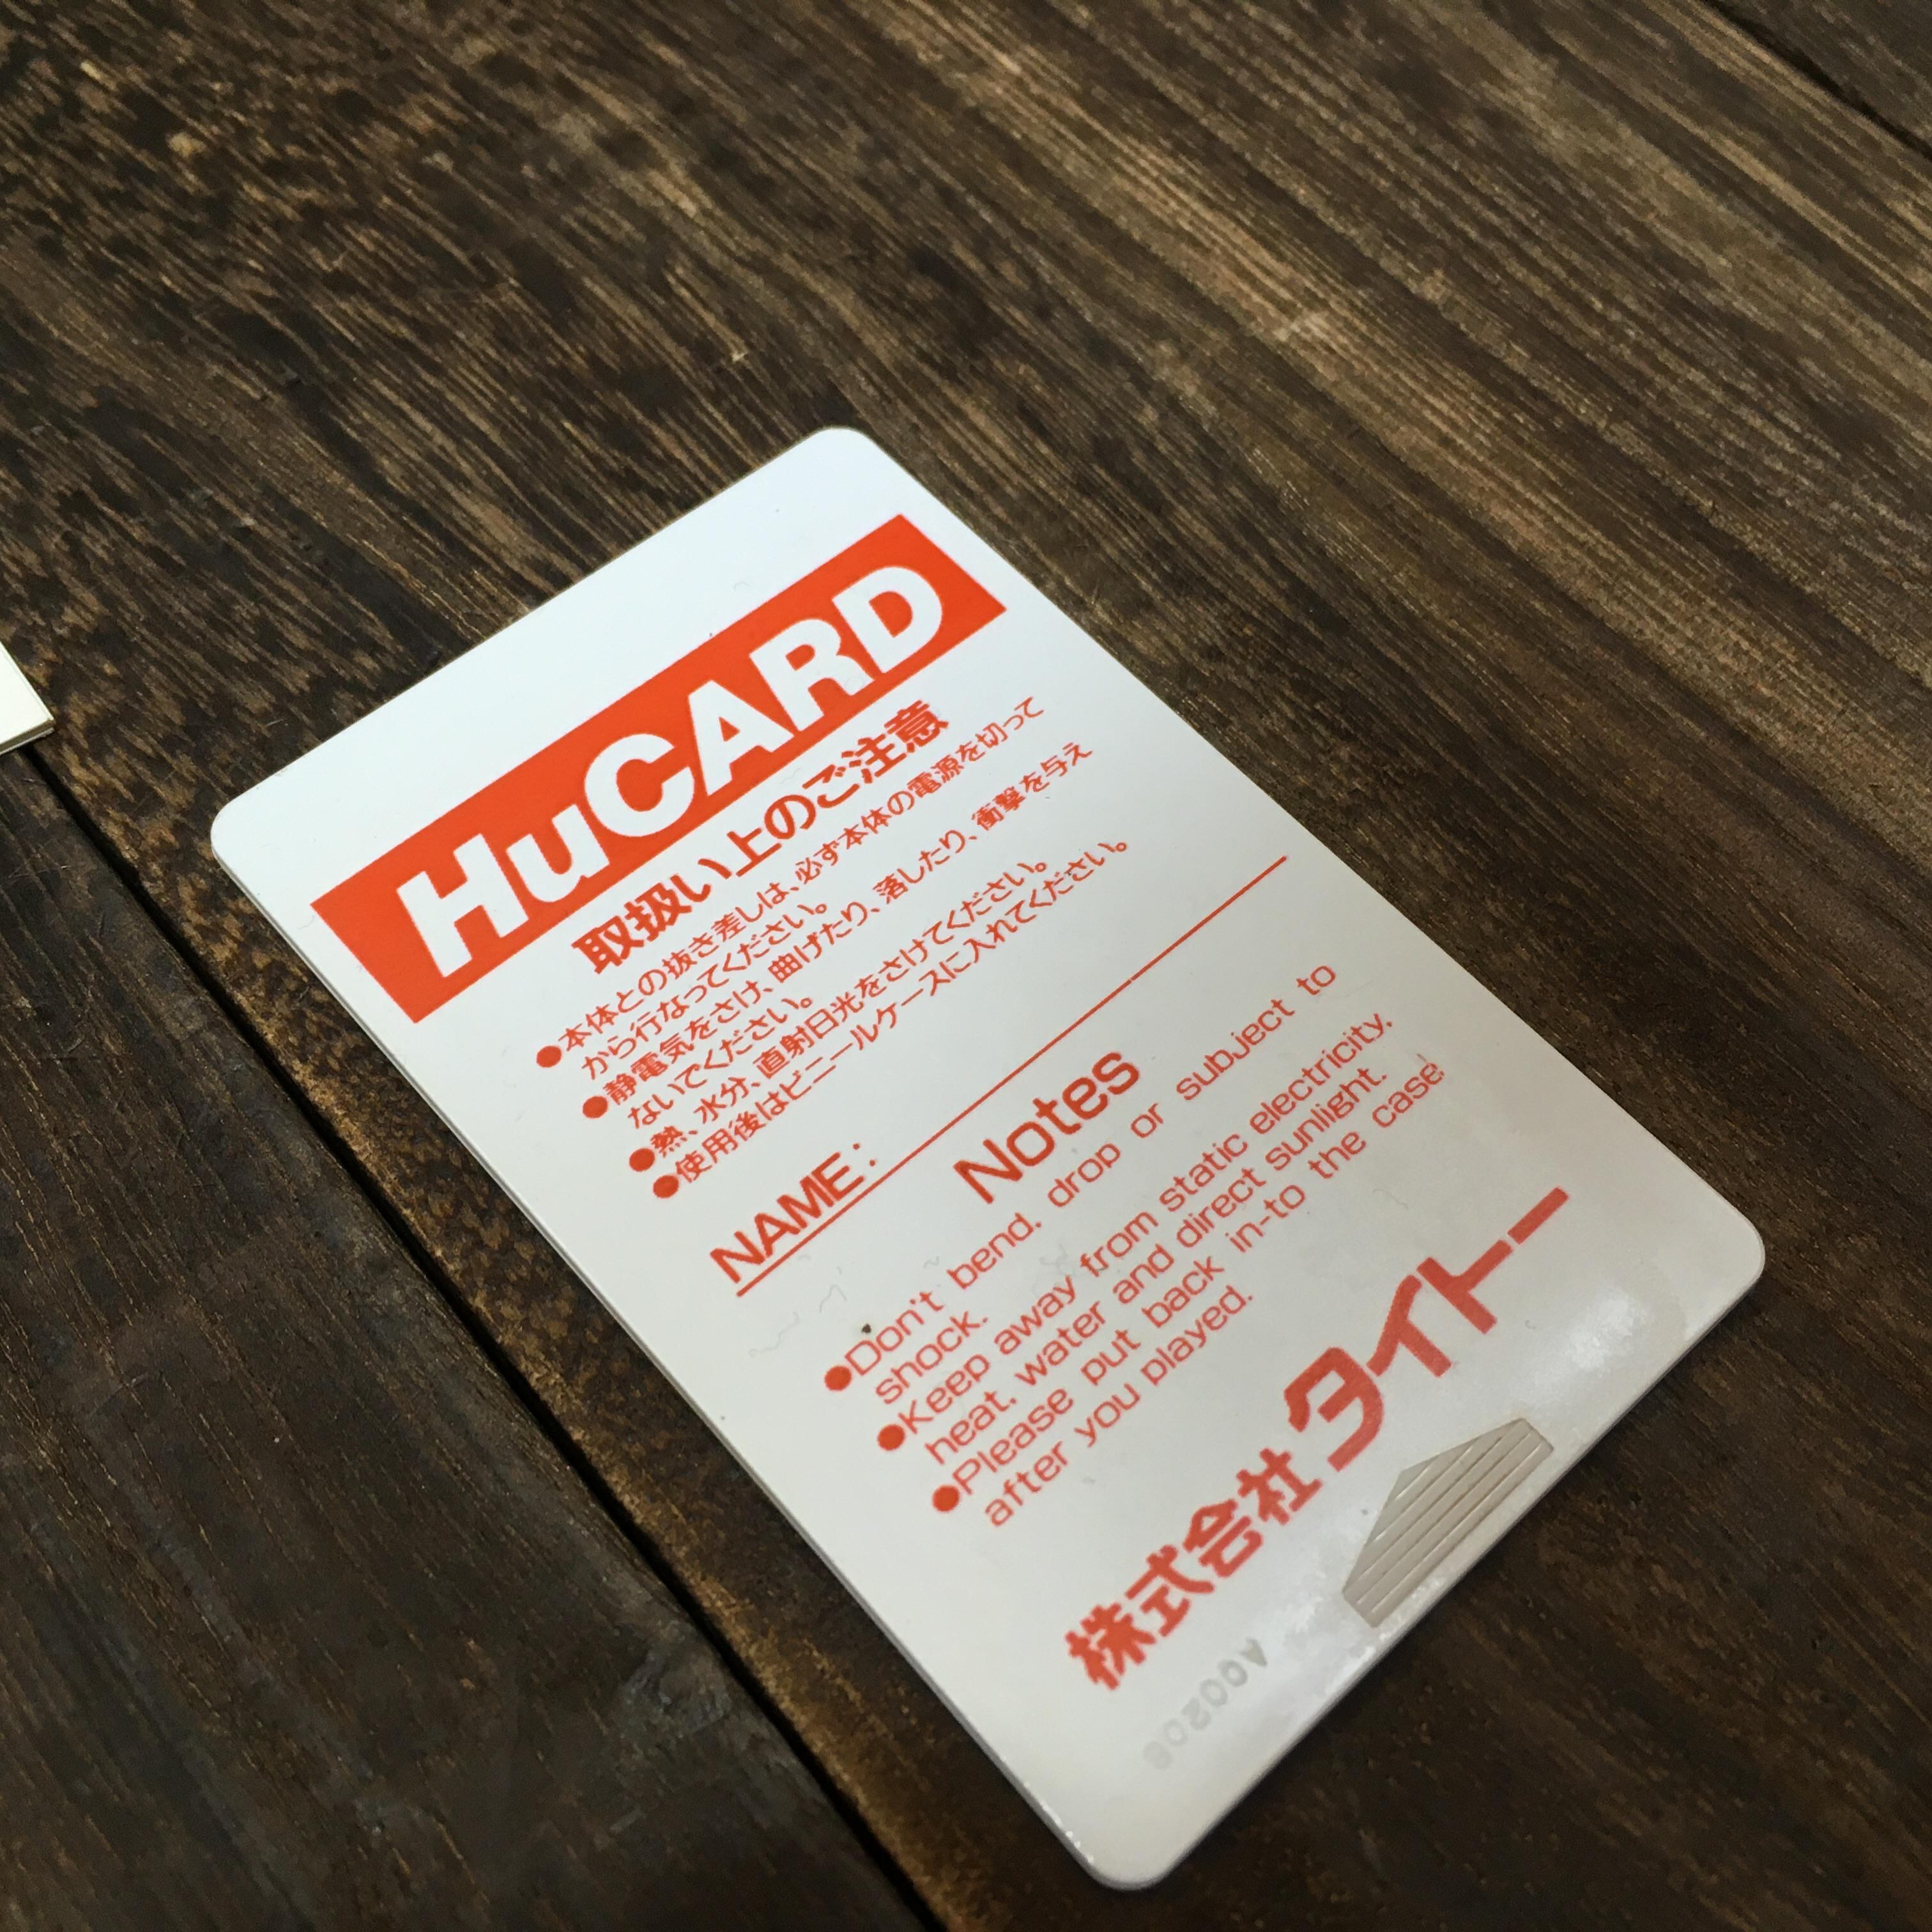 HuCARD
取扱い上のご注意
●本体との抜き差しは、必ず本体の電源を切って
から行なってください。
●静電気をさけ、曲げたり、落したり、衝撃を与え
ないでください。
●熱、水分、直射日光をさけてください。
●使用後はビニールケースに入れてください。
NAME:
Notes
●Don't bend. drop or subject to
shock.
●Keep away from static electricity.
heat. water and direct sunlight.
●Please put back in-to the case
after you played.
株式会社タイトー